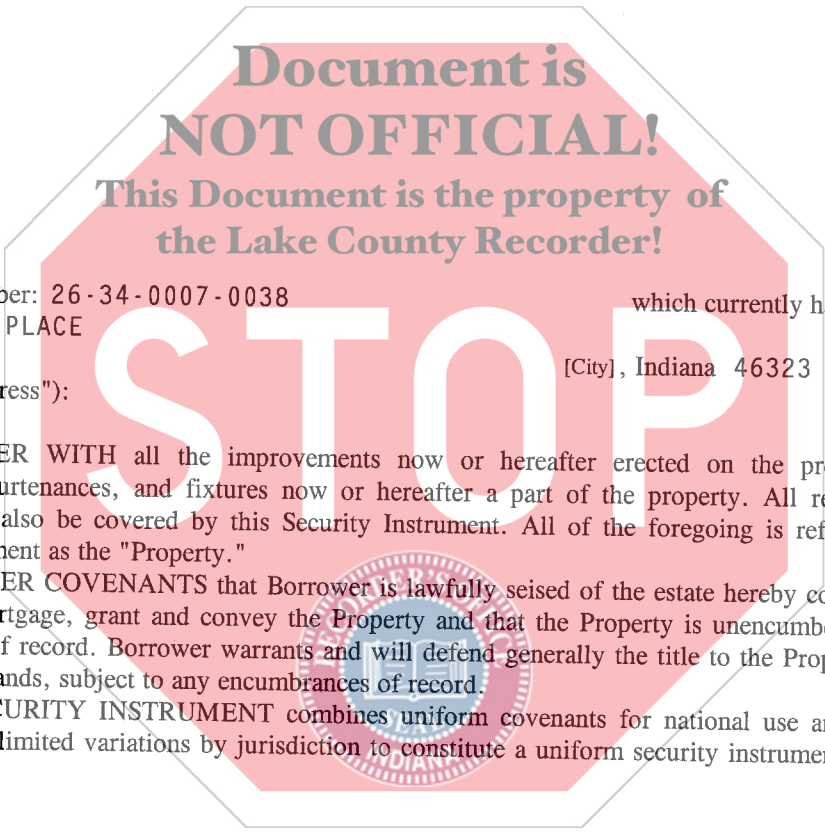 Document is
NOT OFFICIAL!
This Document is the property of
the Lake County Recorder!
ber: 26-34-0007-0038 which currently h
PLACE
[City], Indiana 46323
ress"):
STOP
ER WITH all the improvements now or hereafter erected on the pr
urtenances, and fixtures now or hereafter a part of the property. All re
also be covered by this Security Instrument. All of the foregoing is ref
ment as the "Property."
ER COVENANTS that Borrower is lawfully seised of the estate hereby co
rtgage, grant and convey the Property and that the Property is unencumb
f record. Borrower warrants and will defend generally the title to the Prop
ands, subject to any encumbrances of record.
CURITY INSTRUMENT combines uniform covenants for national use a
limited variations by jurisdiction to constitute a uniform security instrume
SEAL
INDIANA